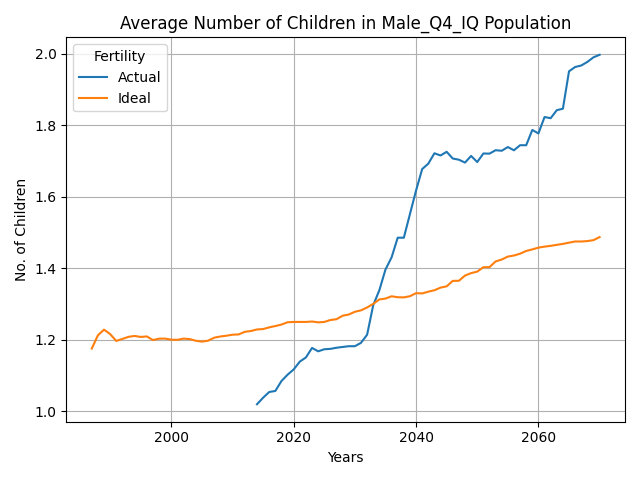 Average Number of Children in Male_Q4_IQ Population
Fertility
Actual
Ideal
No. of Children
2.0
1.8
1.6
1.4
1.2
1.0
2000 2020 2040 2060
Years